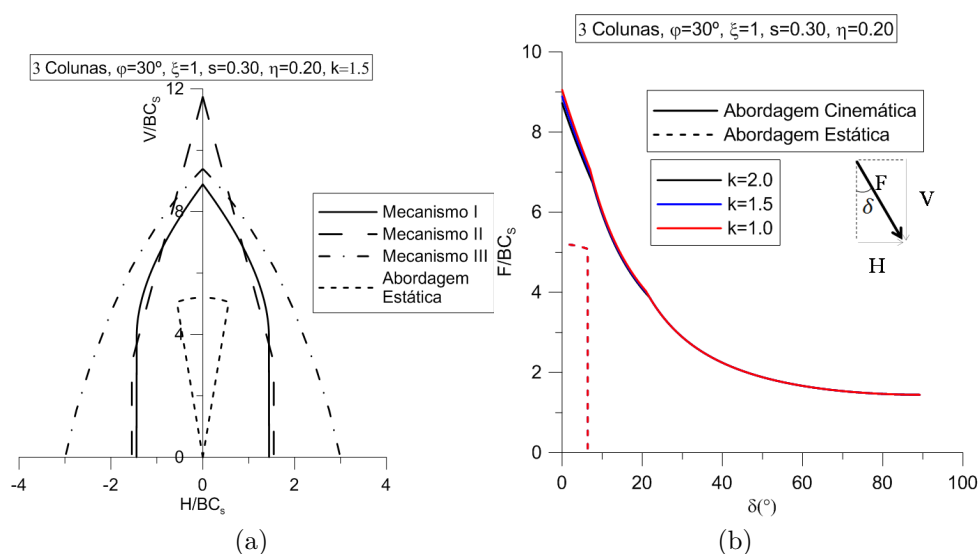 3 Colunas, φ=30º, ξ=1, s=0.30, η=0.20, k=1.5
V/BCs
12
8
4
0
-4
-2
0
2
4
H/BCs
Mecanismo I
Mecanismo II
Mecanismo III
Abordagem
Estática
(a)
3 Colunas, φ=30º, ξ=1, s=0.30, η=0.20
F/BCs
10
8
6
4
2
0
0
20
40
60
80
100
δ(°)
Abordagem Cinemática
Abordagem Estática
k=2.0
k=1.5
k=1.0
F
δ
V
H
(b)